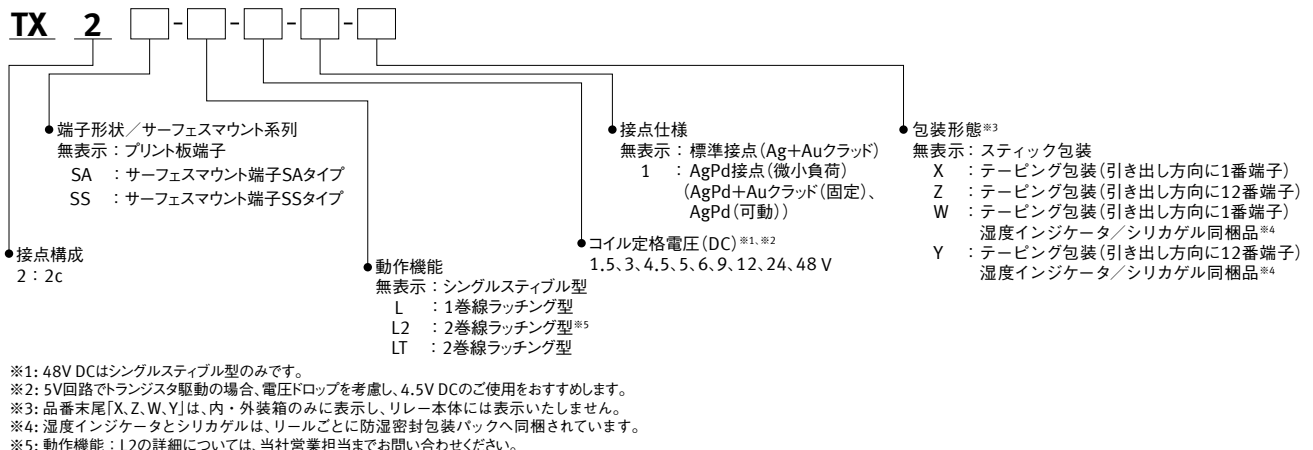 TX 2 - - - -
端子形状/サーフェスマウント系列
無表示：プリント板端子
SA ：サーフェスマウント端子SAタイプ
SS ：サーフェスマウント端子SSタイプ
接点構成
2：2c
動作機能
無表示：シングルスティブル型
L ：1巻線ラッチング型
L2 ：2巻線ラッチング型※5
LT ：2巻線ラッチング型
接点仕様
無表示：標準接点(Ag+Auクラッド)
1 ：AgPd接点(微小負荷)
(AgPd+Auクラッド(固定)、
AgPd(可動))
コイル定格電圧(DC)※1、※2
1.5、3、4.5、5、6、9、12、24、48 V
包装形態※3
無表示：スティック包装
X ：テーピング包装(引き出し方向に1番端子)
Z ：テーピング包装(引き出し方向に12番端子)
W ：テーピング包装(引き出し方向に1番端子)
湿度インジケータ/シリカゲル同梱品※4
Y ：テーピング包装(引き出し方向に12番端子)
湿度インジケータ/シリカゲル同梱品※4
※1: 48V DCはシングルスティブル型のみです。
※2: 5V回路でトランジスタ駆動の場合、電圧ドロップを考慮し、4.5V DCのご使用をおすすめします。
※3: 品番末尾「X、Z、W、Y」は、内・外装箱のみに表示し、リレー本体には表示いたしません。
※4: 湿度インジケータとシリカゲルは、リールごとに防湿密封包装パックへ同梱されています。
※5: 動作機能：L2の詳細については、当社営業担当までお問い合わせください。